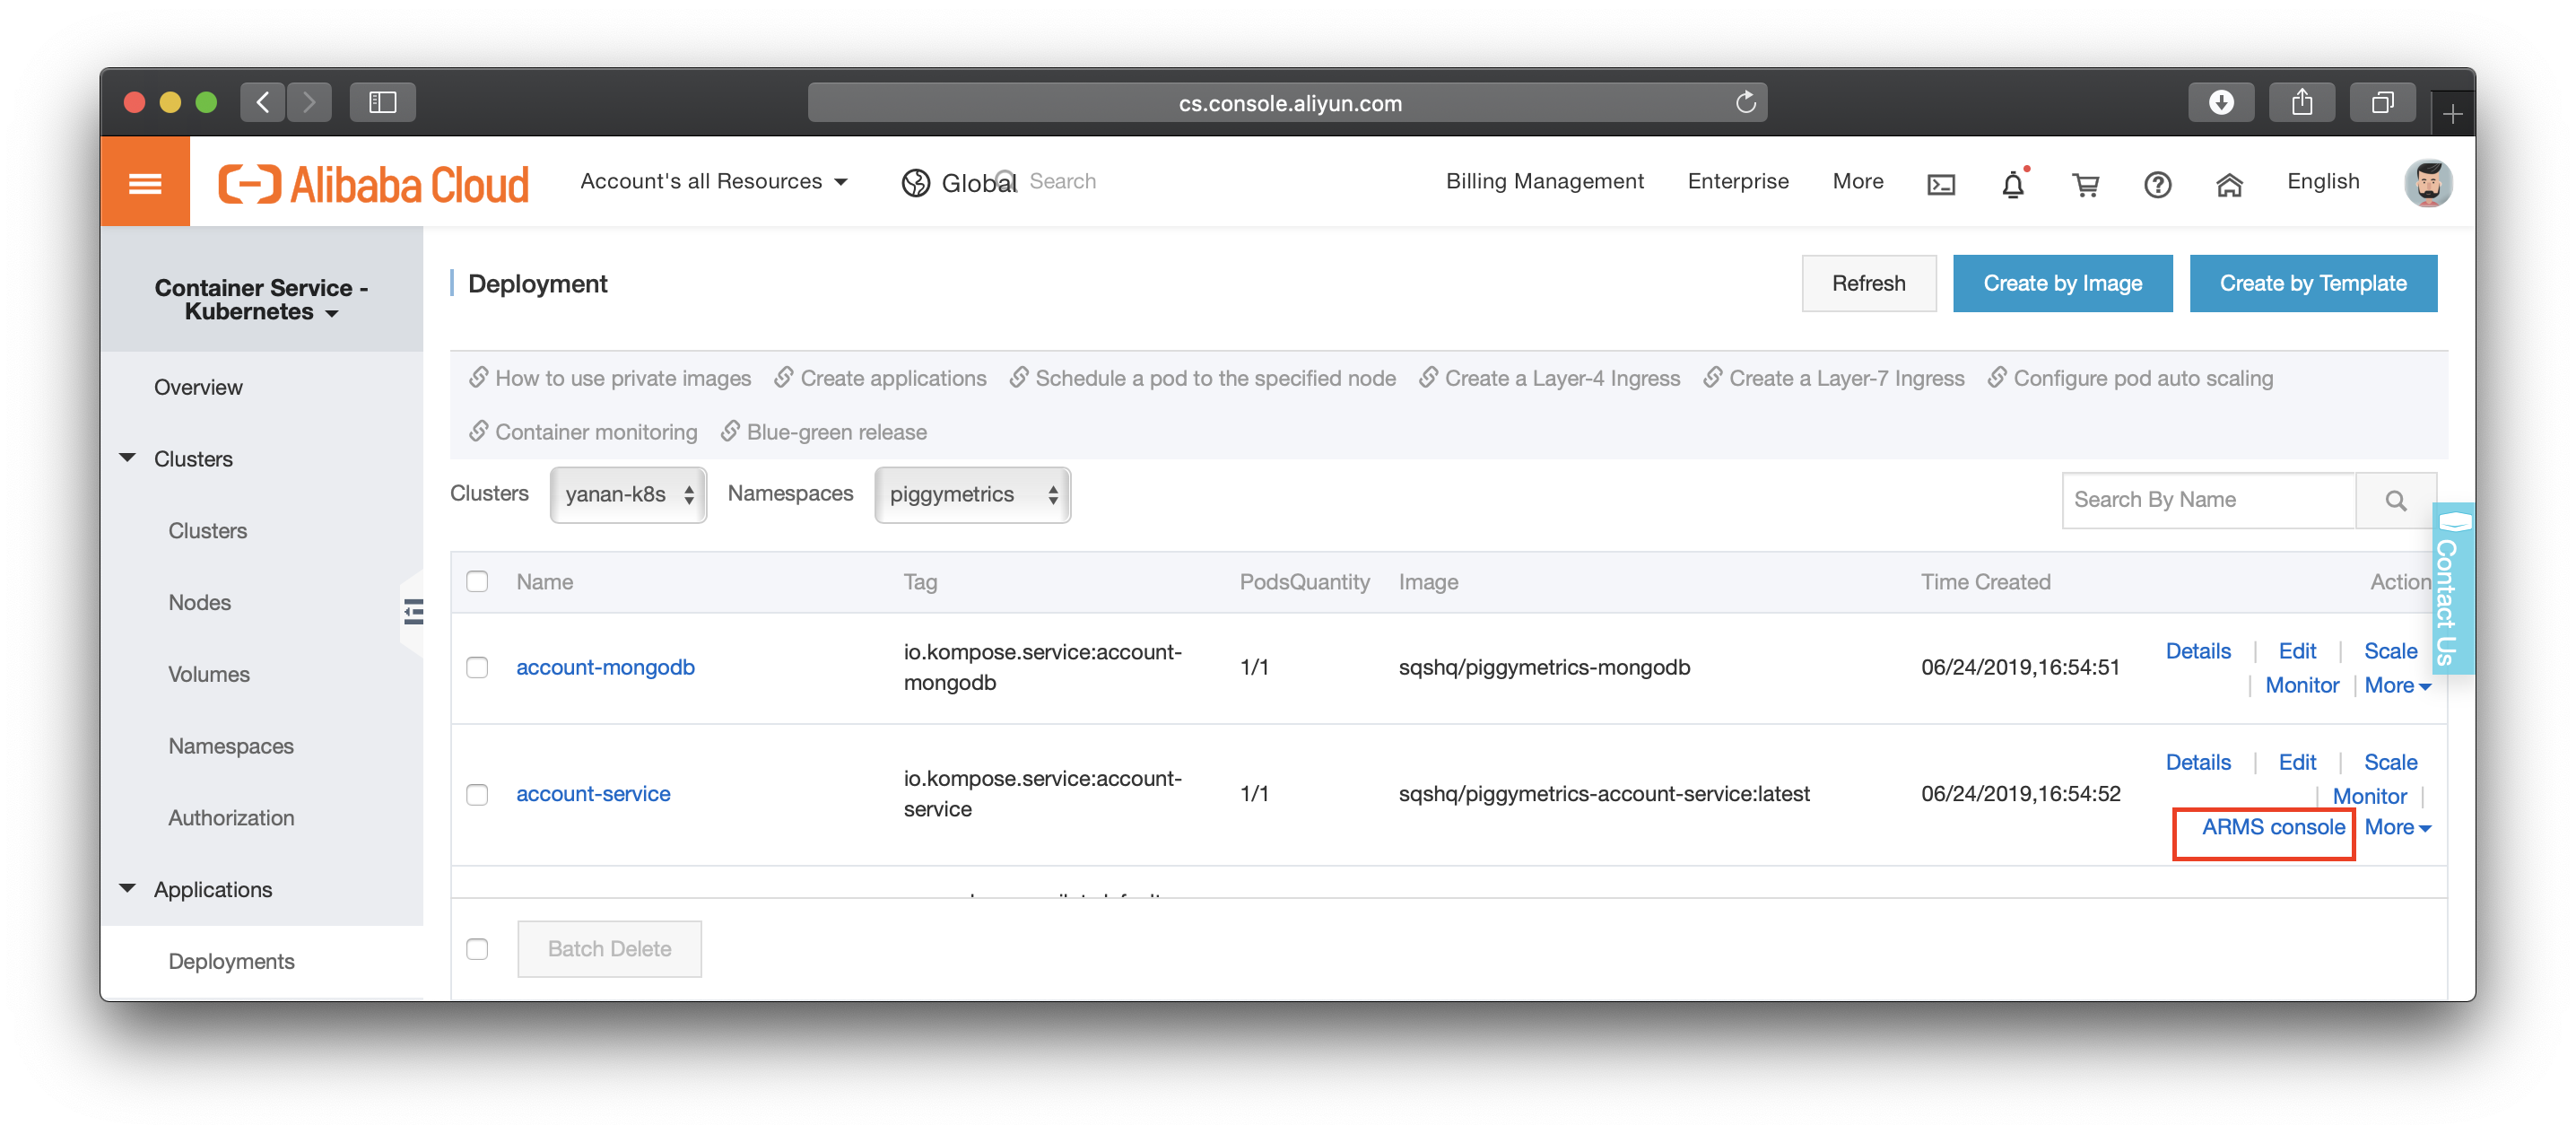 cs.console.aliyun.com
Alibaba Cloud
Account's all Resources
Global
Search
Billing Management
Enterprise
More
English
Container Service -
Kubernetes
Overview
Clusters
Clusters
Nodes
Volumes
Namespaces
Authorization
Applications
Deployments
Deployment
Refresh
Create by Image
Create by Template
How to use private images
Create applications
Schedule a pod to the specified node
Create a Layer-4 Ingress
Create a Layer-7 Ingress
Configure pod auto scaling
Container monitoring
Blue-green release
Clusters
yanan-k8s
Namespaces
piggymetrics
Search By Name
Contact Us
Name
Tag
PodsQuantity
Image
Time Created
Action
account-mongodb
io.kompose.service:account-
mongodb
1/1
sqshq/piggymetrics-mongodb
06/24/2019,16:54:51
Details | Edit | Scale
| Monitor | More
account-service
io.kompose.service:account-
service
1/1
sqshq/piggymetrics-account-service:latest
06/24/2019,16:54:52
Details | Edit | Scale
| Monitor |
ARMS console More
Batch Delete